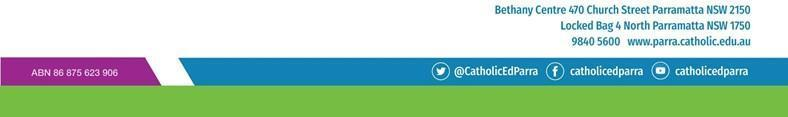 Bethany Centre 470 Church Street Parramatta NSW 2150
Locked Bag 4 North Parramatta NSW 1750
9840 5600 www.parra.catholic.edu.au
ABN 86 875 623 906
@CatholicEdParra catholicedparra catholicedparra